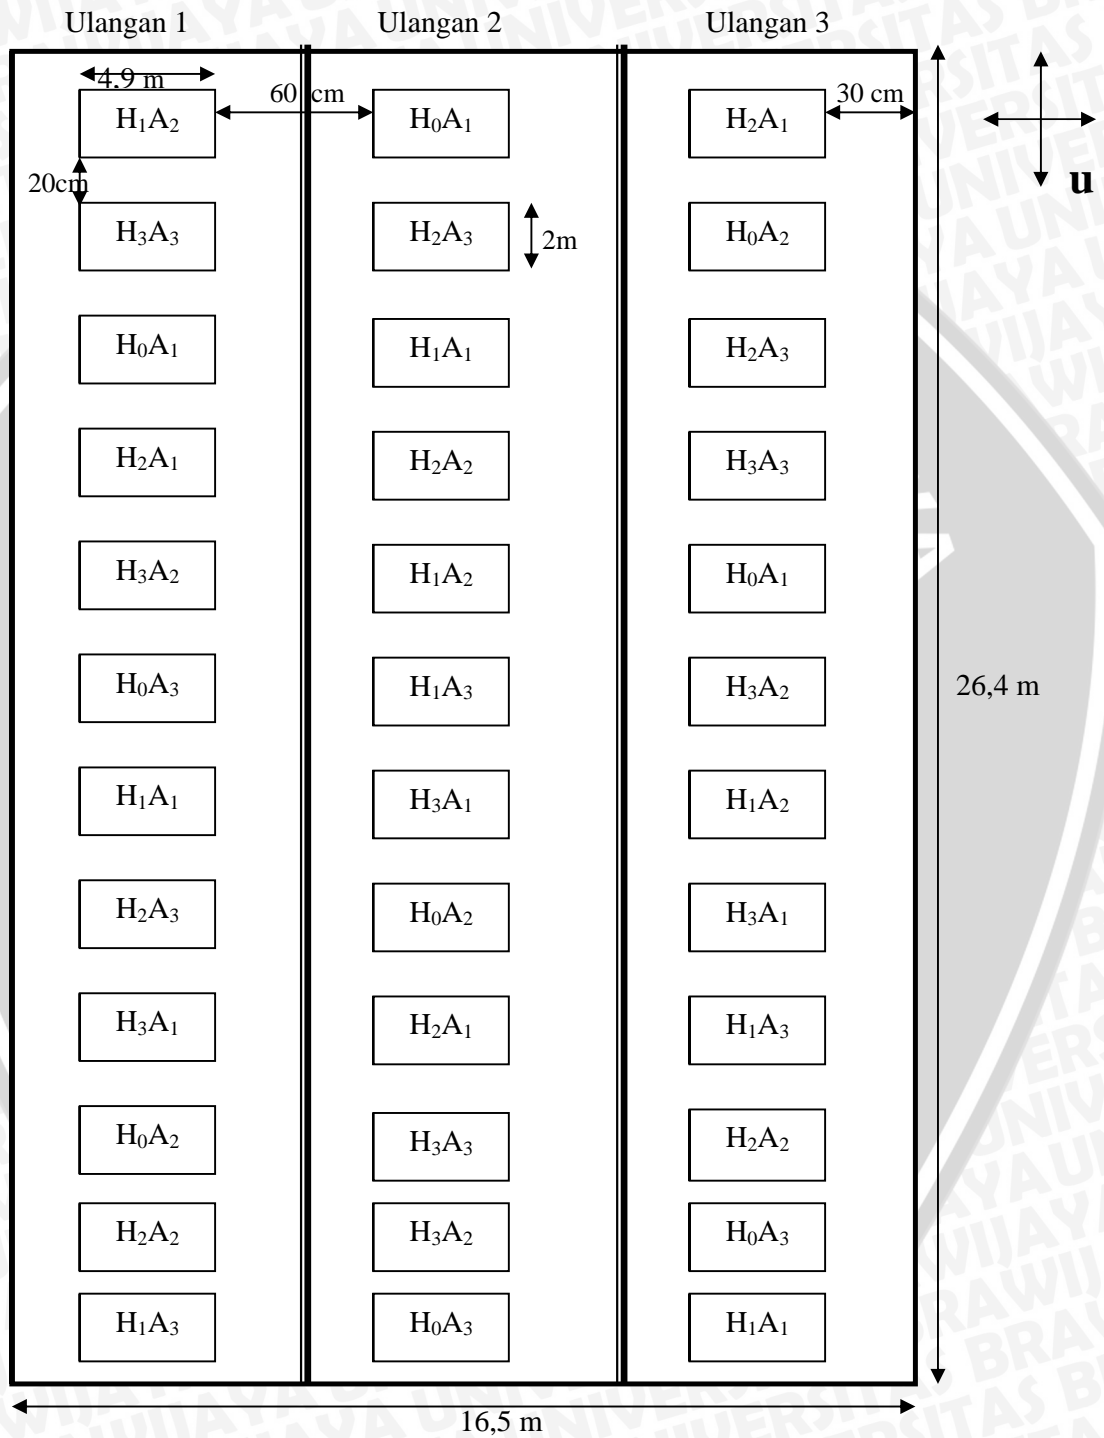 Ulangan 1 Ulangan 2 Ulangan 3
4,9 m
60 cm 30 cm
H₁A₂ H₀A₁ H₂A₁
20cm
u
H₃A₃ H₂A₃ 2m H₀A₂
H₀A₁ H₁A₁ H₂A₃
H₂A₁ H₂A₂ H₃A₃
H₃A₂ H₁A₂ H₀A₁
H₀A₃ H₁A₃ H₃A₂ 26,4 m
H₁A₁ H₃A₁ H₁A₂
H₂A₃ H₀A₂ H₃A₁
H₃A₁ H₂A₁ H₁A₃
H₀A₂ H₃A₃ H₂A₂
H₂A₂ H₃A₂ H₀A₃
H₁A₃ H₀A₃ H₁A₁
16,5 m